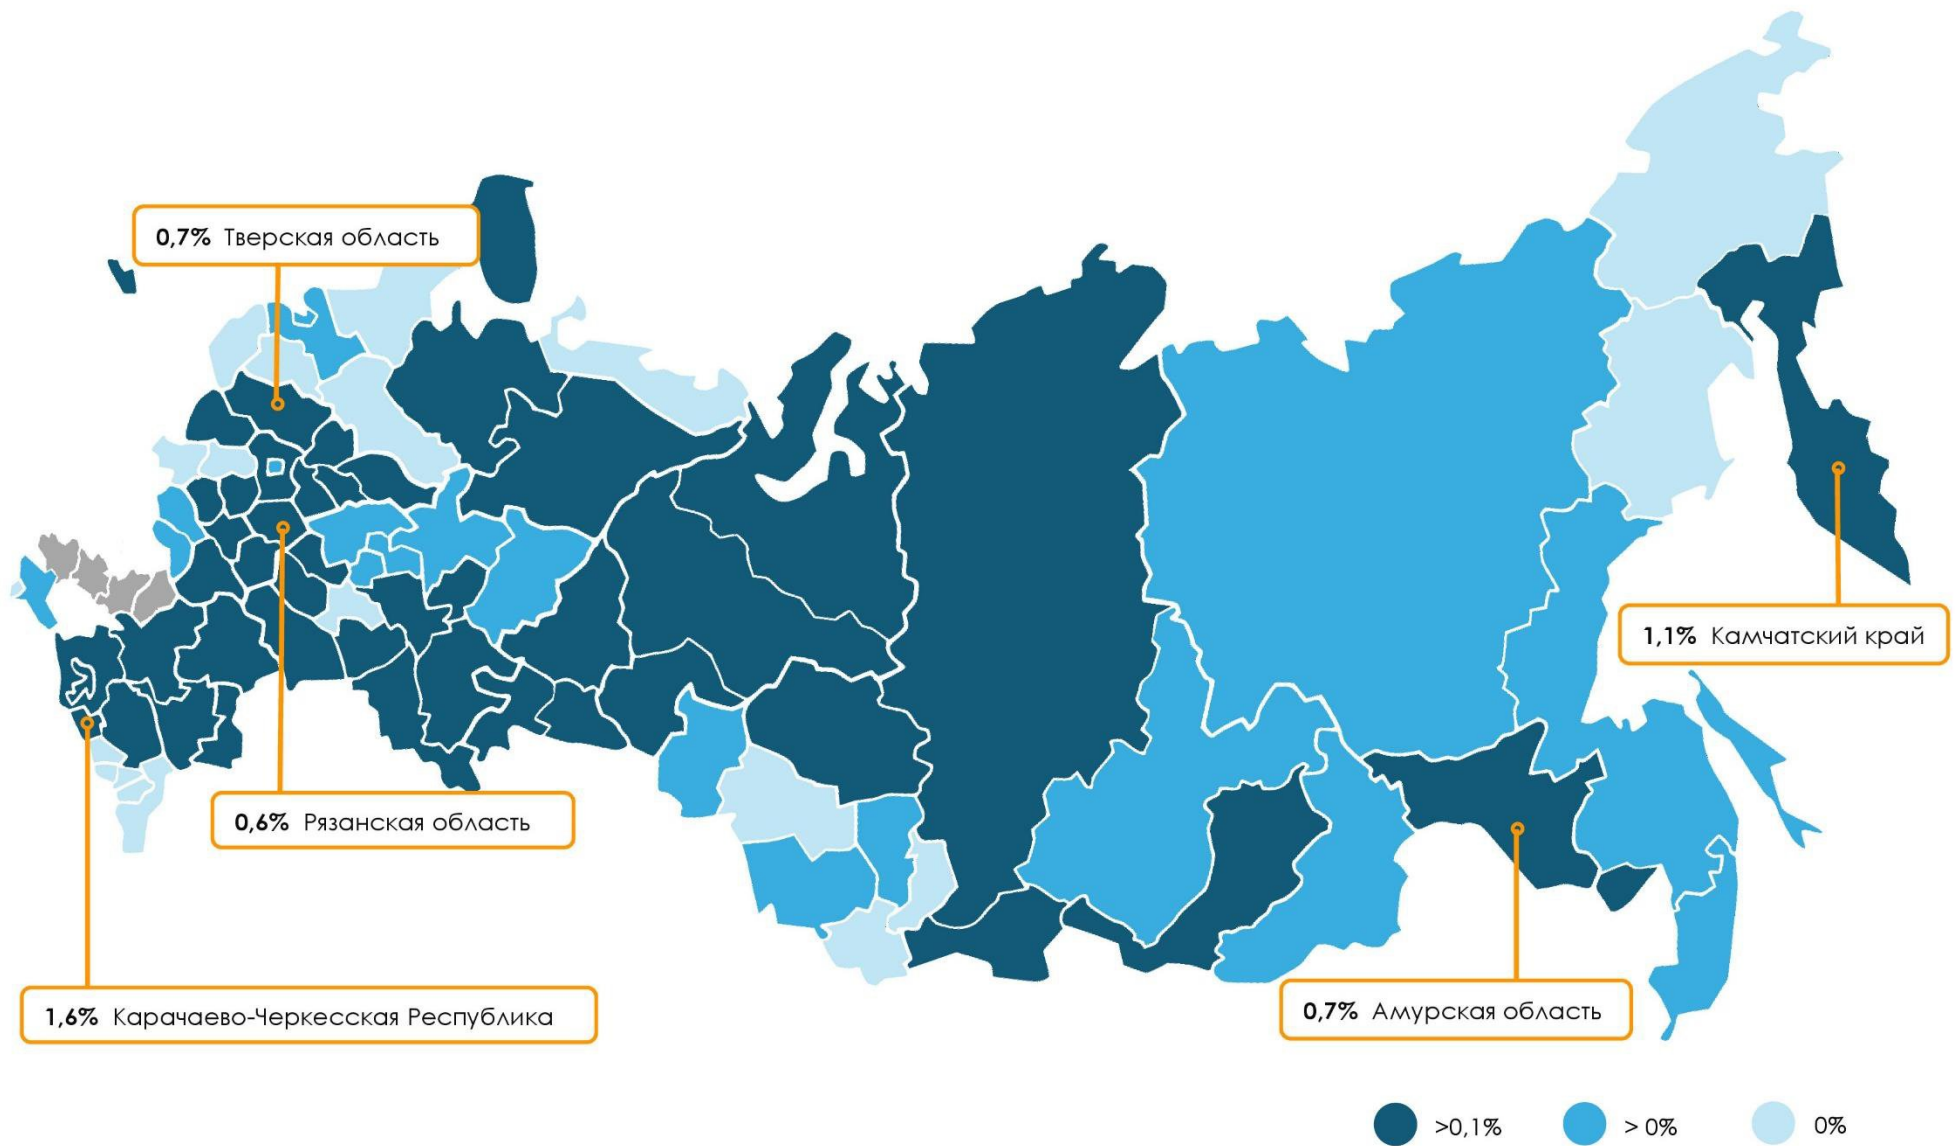 0,7% Тверская область
1,1% Камчатский край
0,6% Рязанская область
1,6% Карачаево-Черкесская Республика
0,7% Амурская область
>0,1%
> 0%
0%